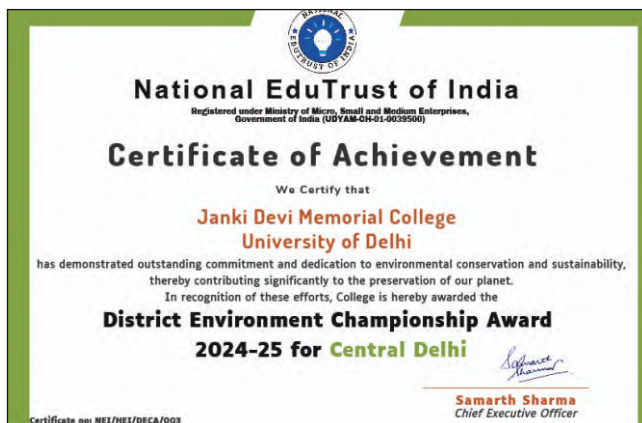 NATIONAL
EDUTRUST OF INDIA
National EduTrust of India
Registered under Ministry of Micro, Small and Medium Enterprises,
Government of India (UDYAM-CH-01-0039500)
Certificate of Achievement
We Certify that
Janki Devi Memorial College
University of Delhi
has demonstrated outstanding commitment and dedication to environmental conservation and sustainability,
thereby contributing significantly to the preservation of our planet.
In recognition of these efforts, College is hereby awarded the
District Environment Championship Award
2024-25 for Central Delhi
Samarth
Sharma
Samarth Sharma
Chief Executive Officer
Certificate no: NEI/HEI/DECA/003